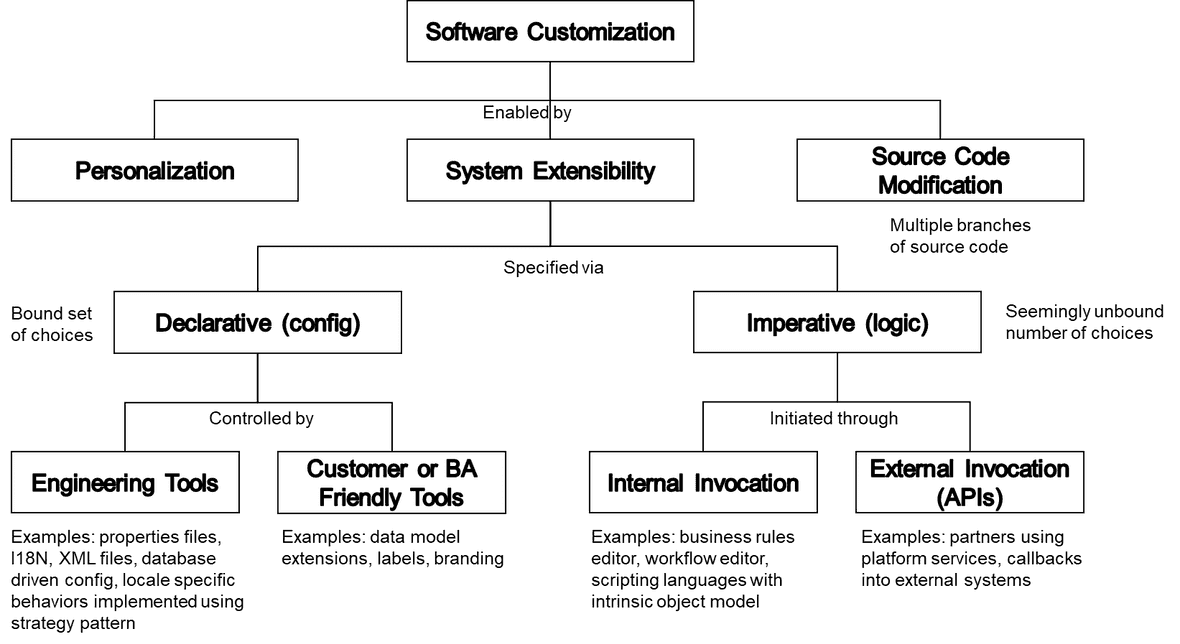 Software Customization
Enabled by
Personalization
System Extensibility
Source Code
Modification
Multiple branches
of source code
Specified via
Bound set
of choices
Declarative (config)
Imperative (logic)
Seemingly unbound
number of choices
Controlled by
Initiated through
Engineering Tools
Customer or BA
Friendly Tools
Internal Invocation
External Invocation
(APIs)
Examples: properties files,
I18N, XML files, database
driven config, locale specific
behaviors implemented using
strategy pattern
Examples: data model
extensions, labels, branding
Examples: business rules
editor, workflow editor,
scripting languages with
intrinsic object model
Examples: partners using
platform services, callbacks
into external systems